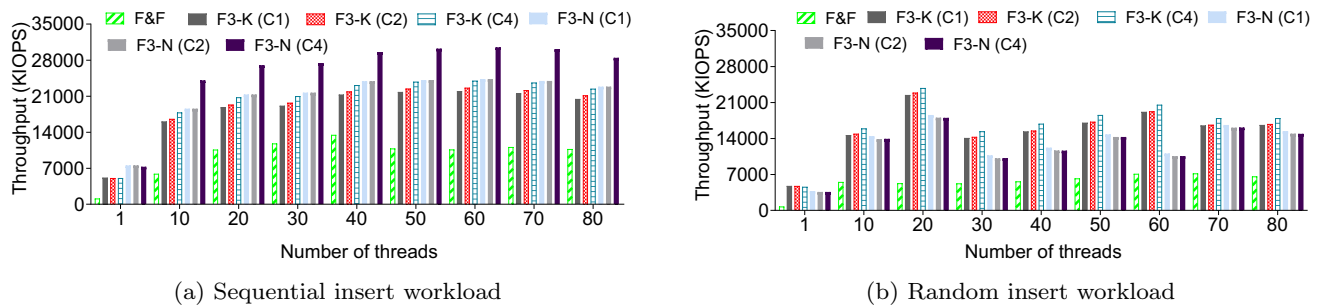 F&F F3-K (C1) F3-K (C2) F3-K (C4) F3-N (C1)
F3-N (C2) F3-N (C4)
Throughput (KIOPS)
35000
28000
21000
14000
7000
0
1 10 20 30 40 50 60 70 80
Number of threads
(a) Sequential insert workload
F&F F3-K (C1) F3-K (C2) F3-K (C4) F3-N (C1)
F3-N (C2) F3-N (C4)
Throughput (KIOPS)
35000
28000
21000
14000
7000
0
1 10 20 30 40 50 60 70 80
Number of threads
(b) Random insert workload